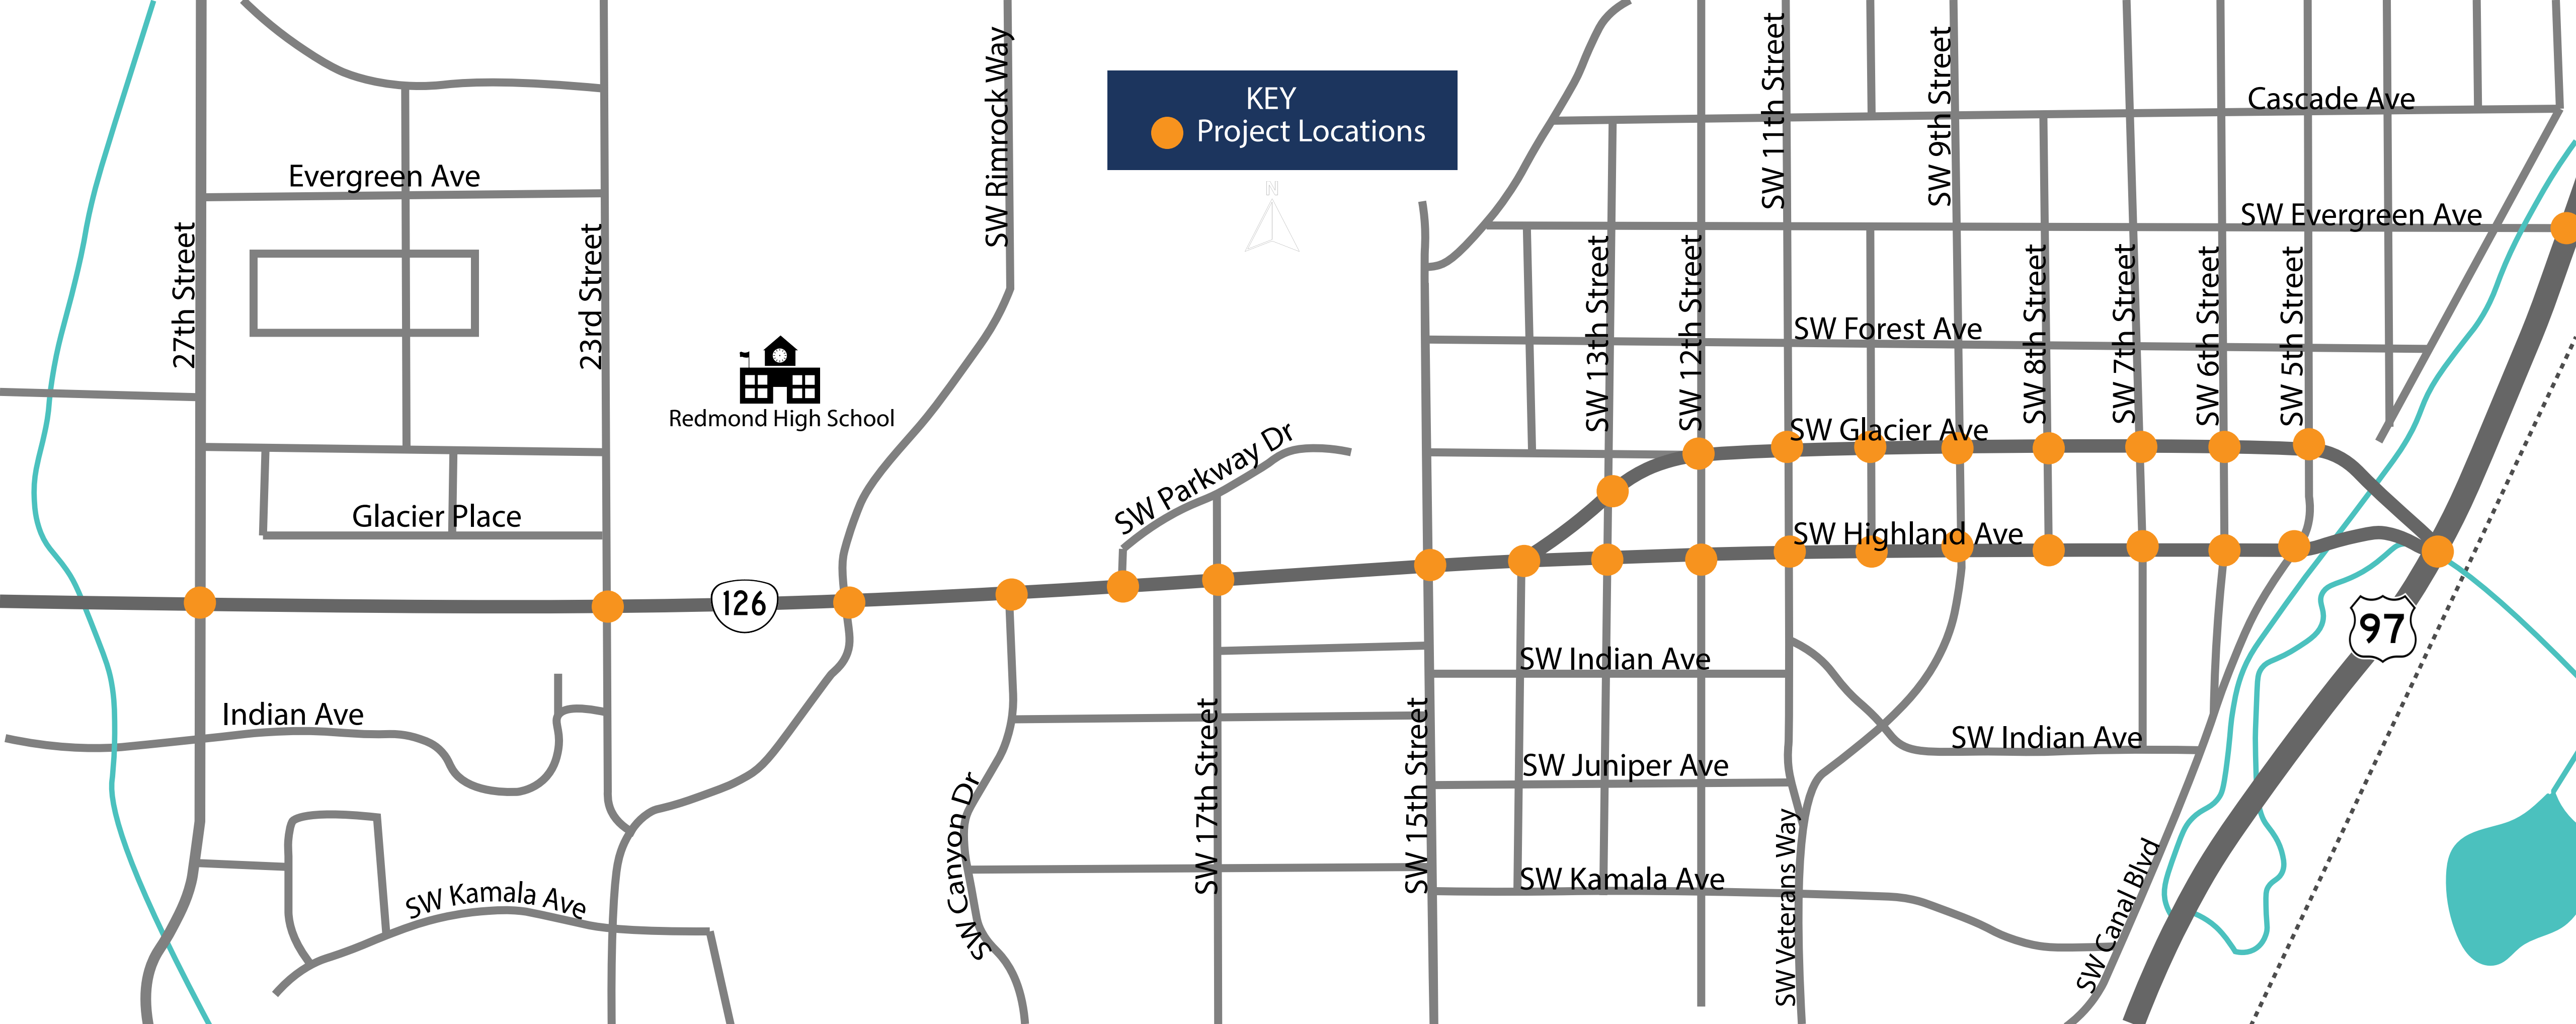 KEY
Project Locations
N
Cascade Ave
SW Rimrock Way
SW 11th Street
SW 9th Street
Evergreen Ave
SW Evergreen Ave
27th Street
23rd Street
SW 13th Street
SW 12th Street
SW Forest Ave
SW 8th Street
SW 7th Street
SW 6th Street
SW 5th Street
Redmond High School
SW Parkway Dr
SW Glacier Ave
Glacier Place
SW Highland Ave
126
97
SW Indian Ave
Indian Ave
SW Indian Ave
SW Juniper Ave
SW Canyon Dr
SW 17th Street
SW 15th Street
SW Kamala Ave
SW Kamala Ave
SW Veterans Way
SW Canal Blvd